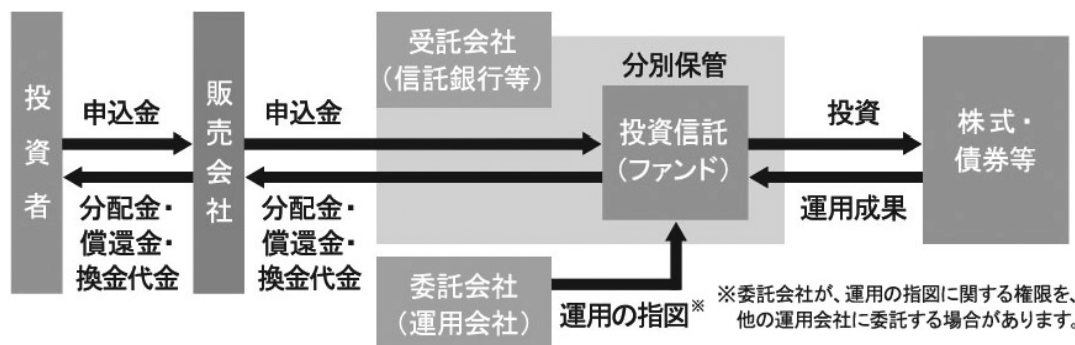 投資者
申込金
分配金・
償還金・
換金代金
販売会社
申込金
分配金・
償還金・
換金代金
受託会社
(信託銀行等)
分別保管
投資信託
(ファンド)
投資
運用成果
株式・
債券等
委託会社
(運用会社)
運用の指図※
※委託会社が、運用の指図に関する権限を、
他の運用会社に委託する場合があります。